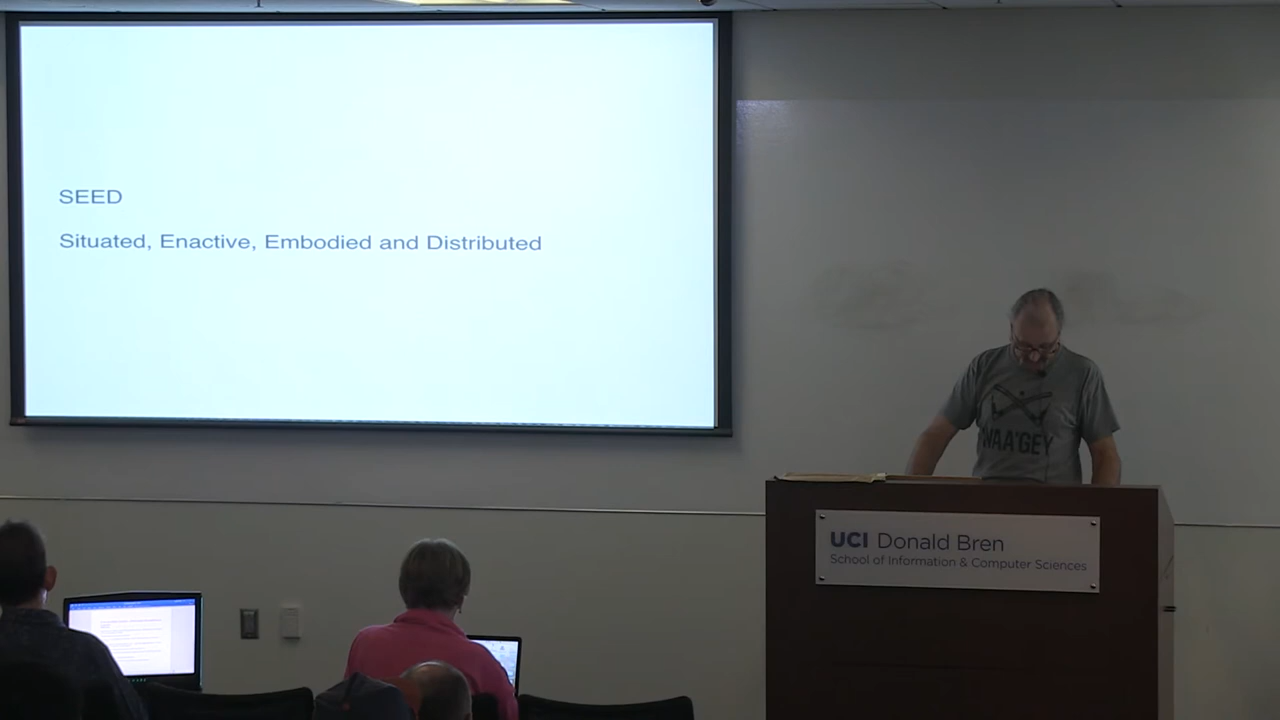 SEED
Situated, Enactive, Embodied and Distributed
NAA'GEY
UCI Donald Bren
School of Information & Computer Sciences